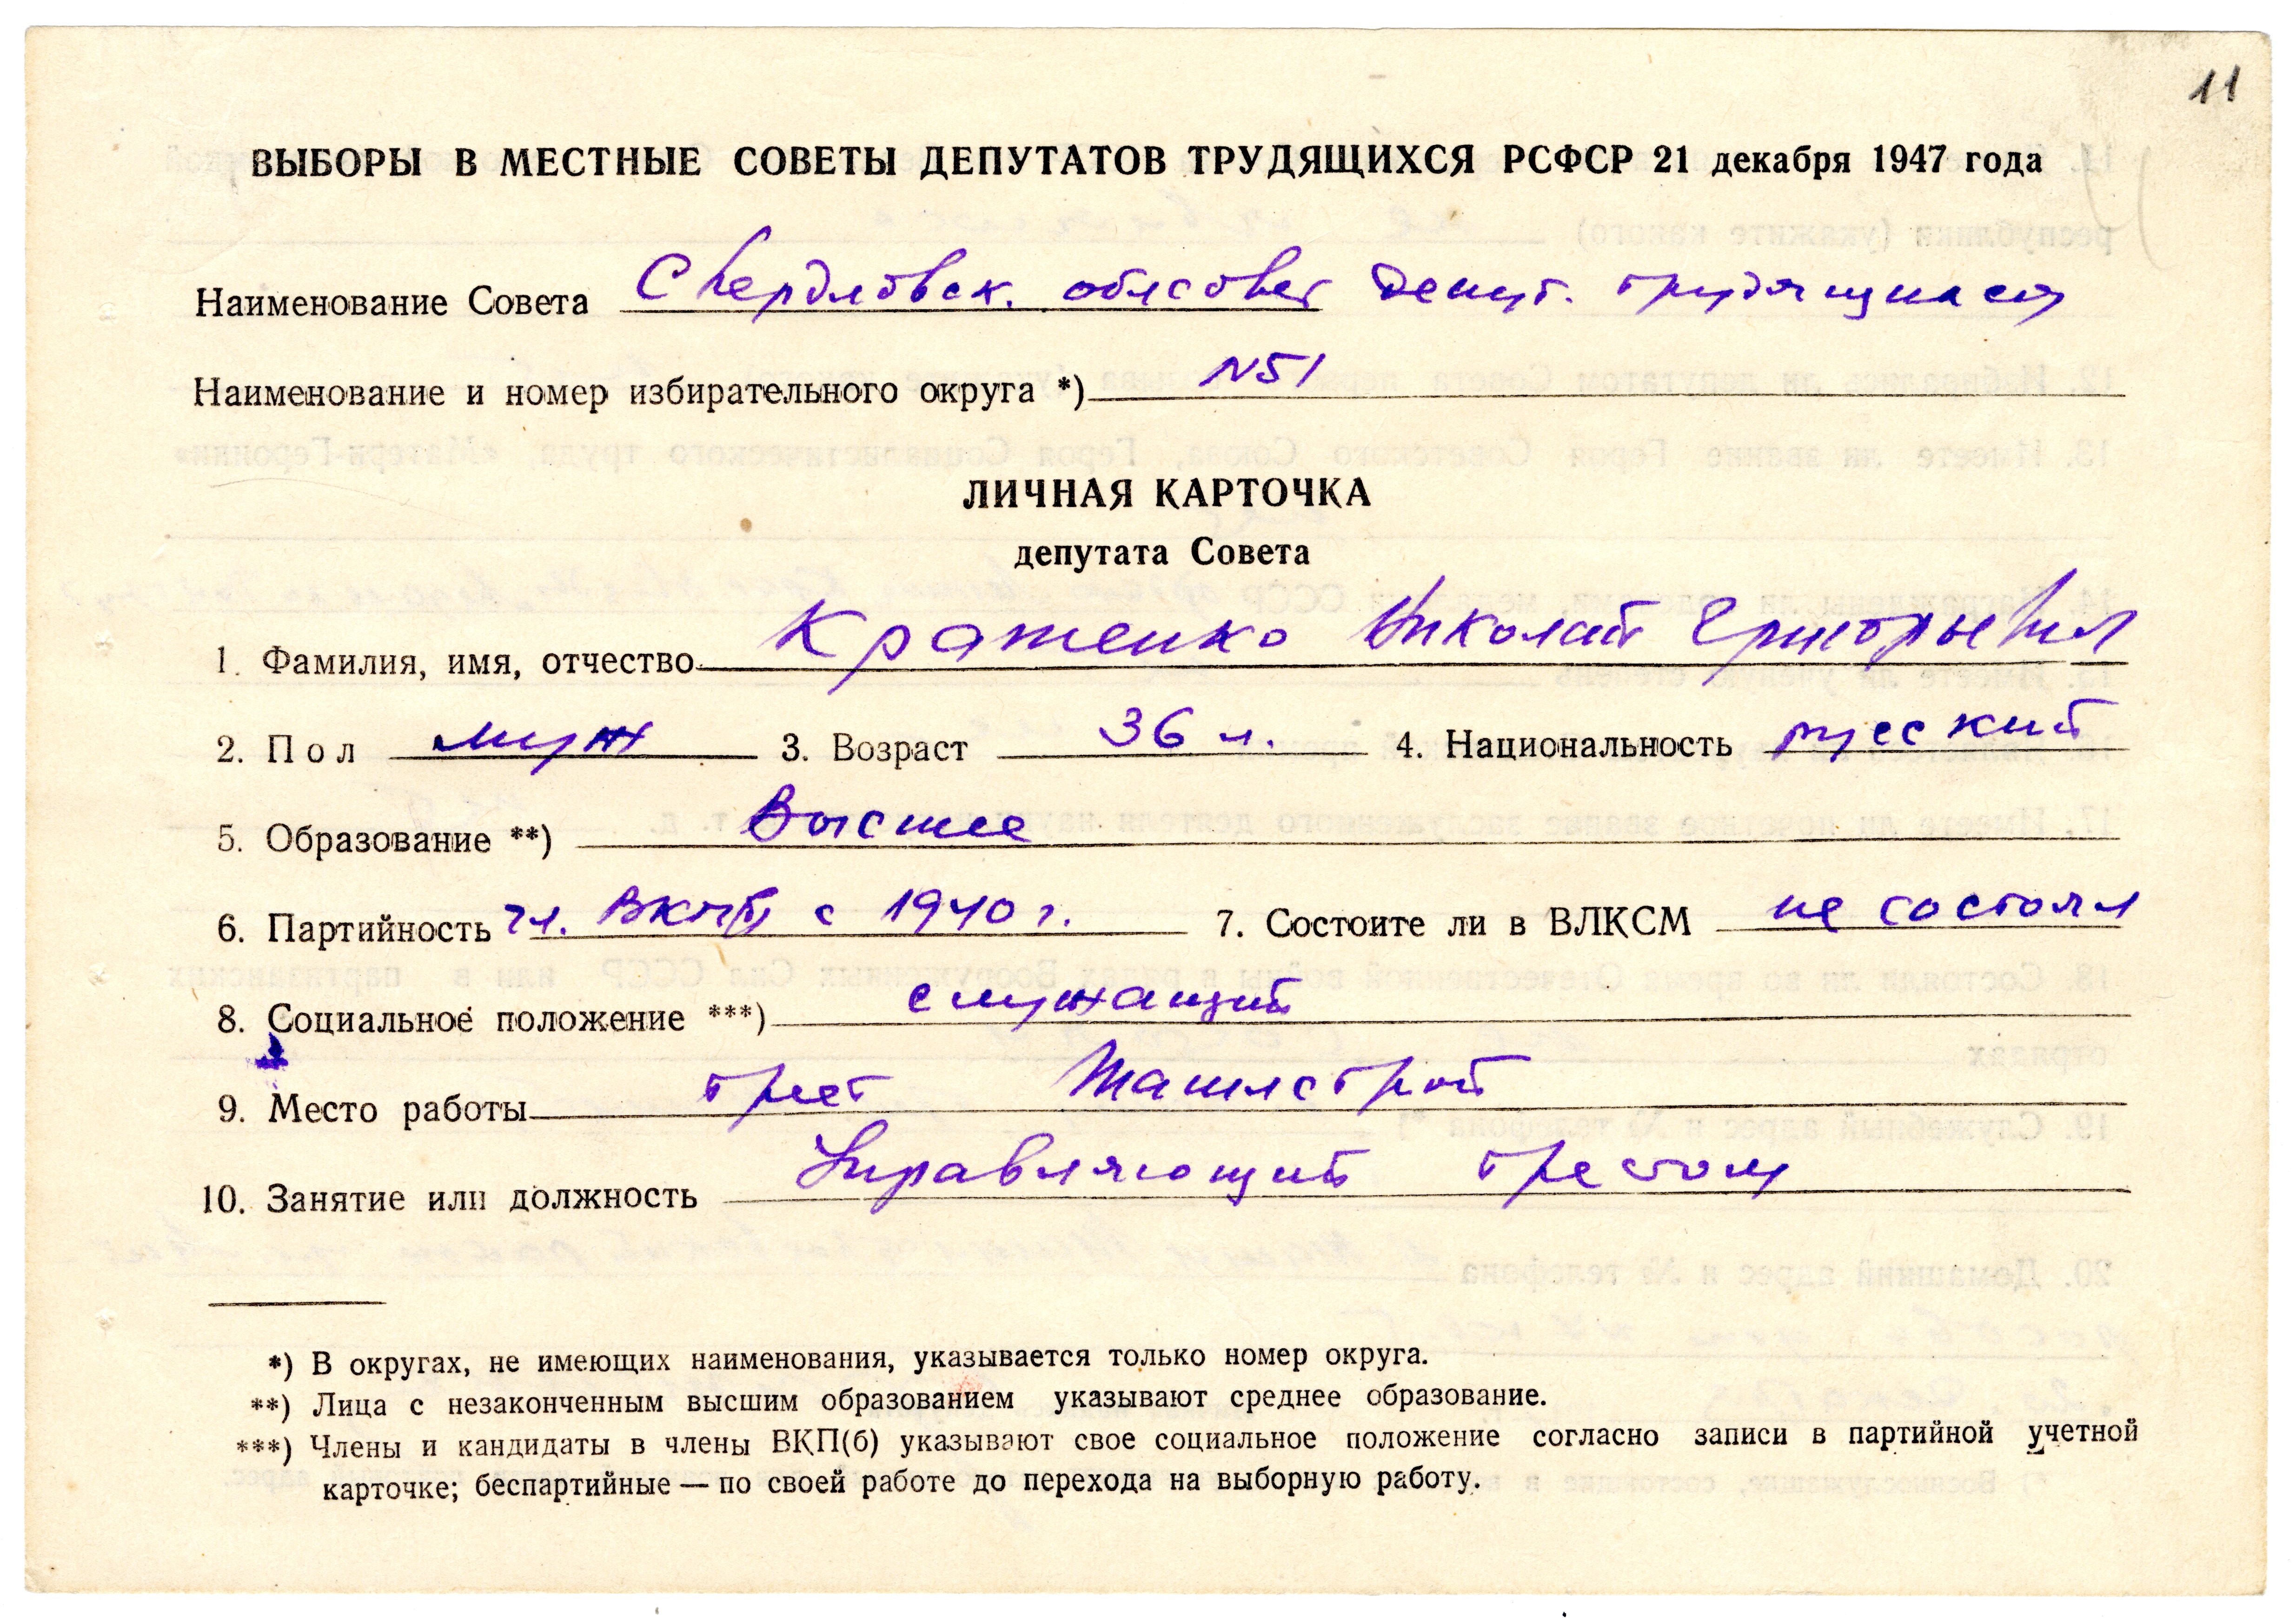 11
ВЫБОРЫ В МЕСТНЫЕ СОВЕТЫ ДЕПУТАТОВ ТРУДЯЩИХСЯ РСФСР 21 декабря 1947 года
Наименование Совета Свердловск. облсовет депут. трудящихся
Наименование и номер избирательного округа *) N51
ЛИЧНАЯ КАРТОЧКА
депутата Совета
1. Фамилия, имя, отчество Кратенко Николай Григорьевич
2. Пол муж 3. Возраст 36 л. 4. Национальность русский
5. Образование **) Высшее
6. Партийность чл. ВКП(б) с 1940 г. 7. Состоите ли в ВЛКСМ не состоял
8. Социальное положение ***) служащий
9. Место работы трест
10. Занятие или должность Управляющий трестом
*) В округах, не имеющих наименования, указывается только номер округа.
**) Лица с незаконченным высшим образованием указывают среднее образование.
***) Члены и кандидаты в члены ВКП(б) указывают свое социальное положение согласно записи в партийной учетной
карточке; беспартийные — по своей работе до перехода на выборную работу.